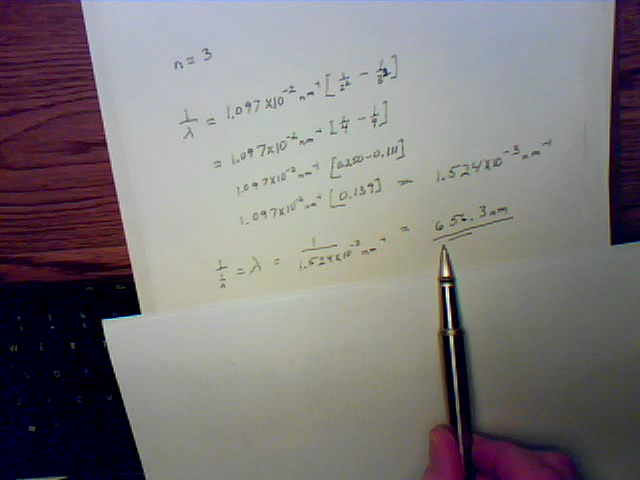 n = 3
1/λ = 1.097 x 10⁻² nm⁻¹ [1/2² - 1/3²]
= 1.097 x 10⁻² nm⁻¹ [1/4 - 1/9]
1.097 x 10⁻² nm⁻¹ [0.250 - 0.111]
1.097 x 10⁻² nm⁻¹ [0.139] = 1.524 x 10⁻³ nm⁻¹
1/(1/λ) = λ = 1/(1.524 x 10⁻³ nm⁻¹) = 656.3 nm